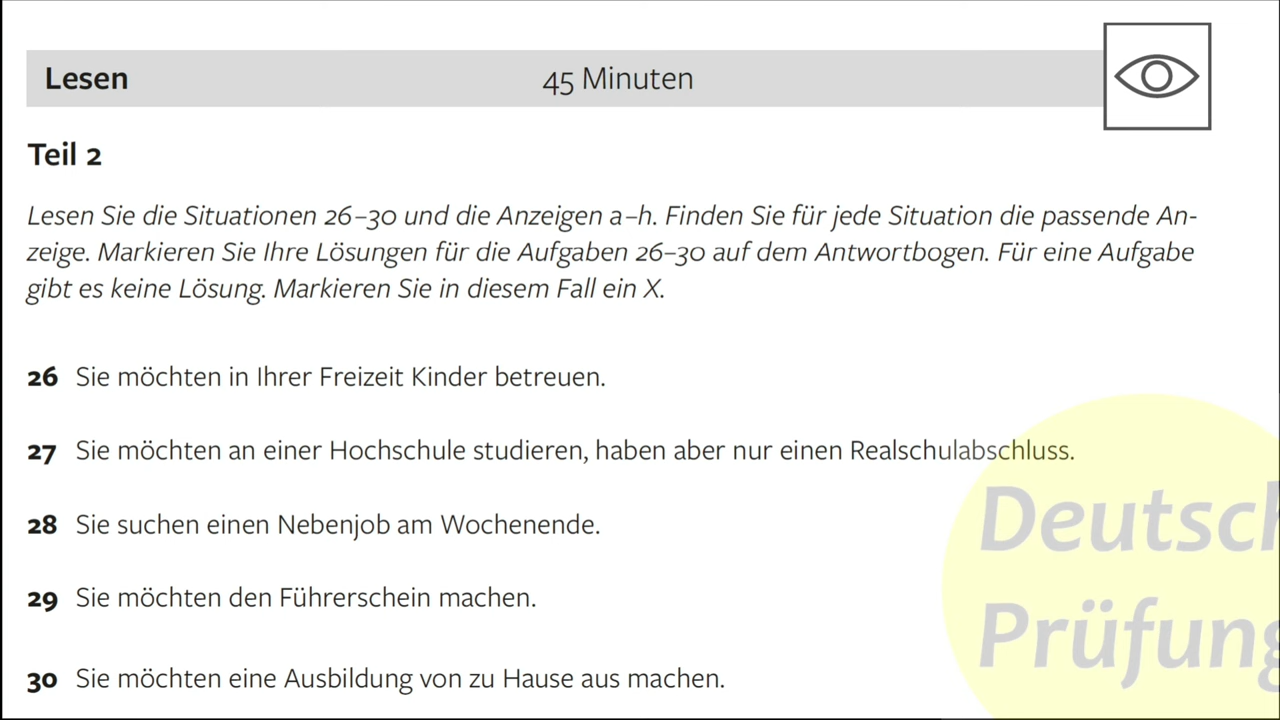 Lesen 45 Minuten
Teil 2
Lesen Sie die Situationen 26–30 und die Anzeigen a–h. Finden Sie für jede Situation die passende An-
zeige. Markieren Sie Ihre Lösungen für die Aufgaben 26–30 auf dem Antwortbogen. Für eine Aufgabe
gibt es keine Lösung. Markieren Sie in diesem Fall ein X.
26 Sie möchten in Ihrer Freizeit Kinder betreuen.
27 Sie möchten an einer Hochschule studieren, haben aber nur einen Realschulabschluss.
28 Sie suchen einen Nebenjob am Wochenende.
29 Sie möchten den Führerschein machen.
30 Sie möchten eine Ausbildung von zu Hause aus machen.
Deutsch
Prüfung